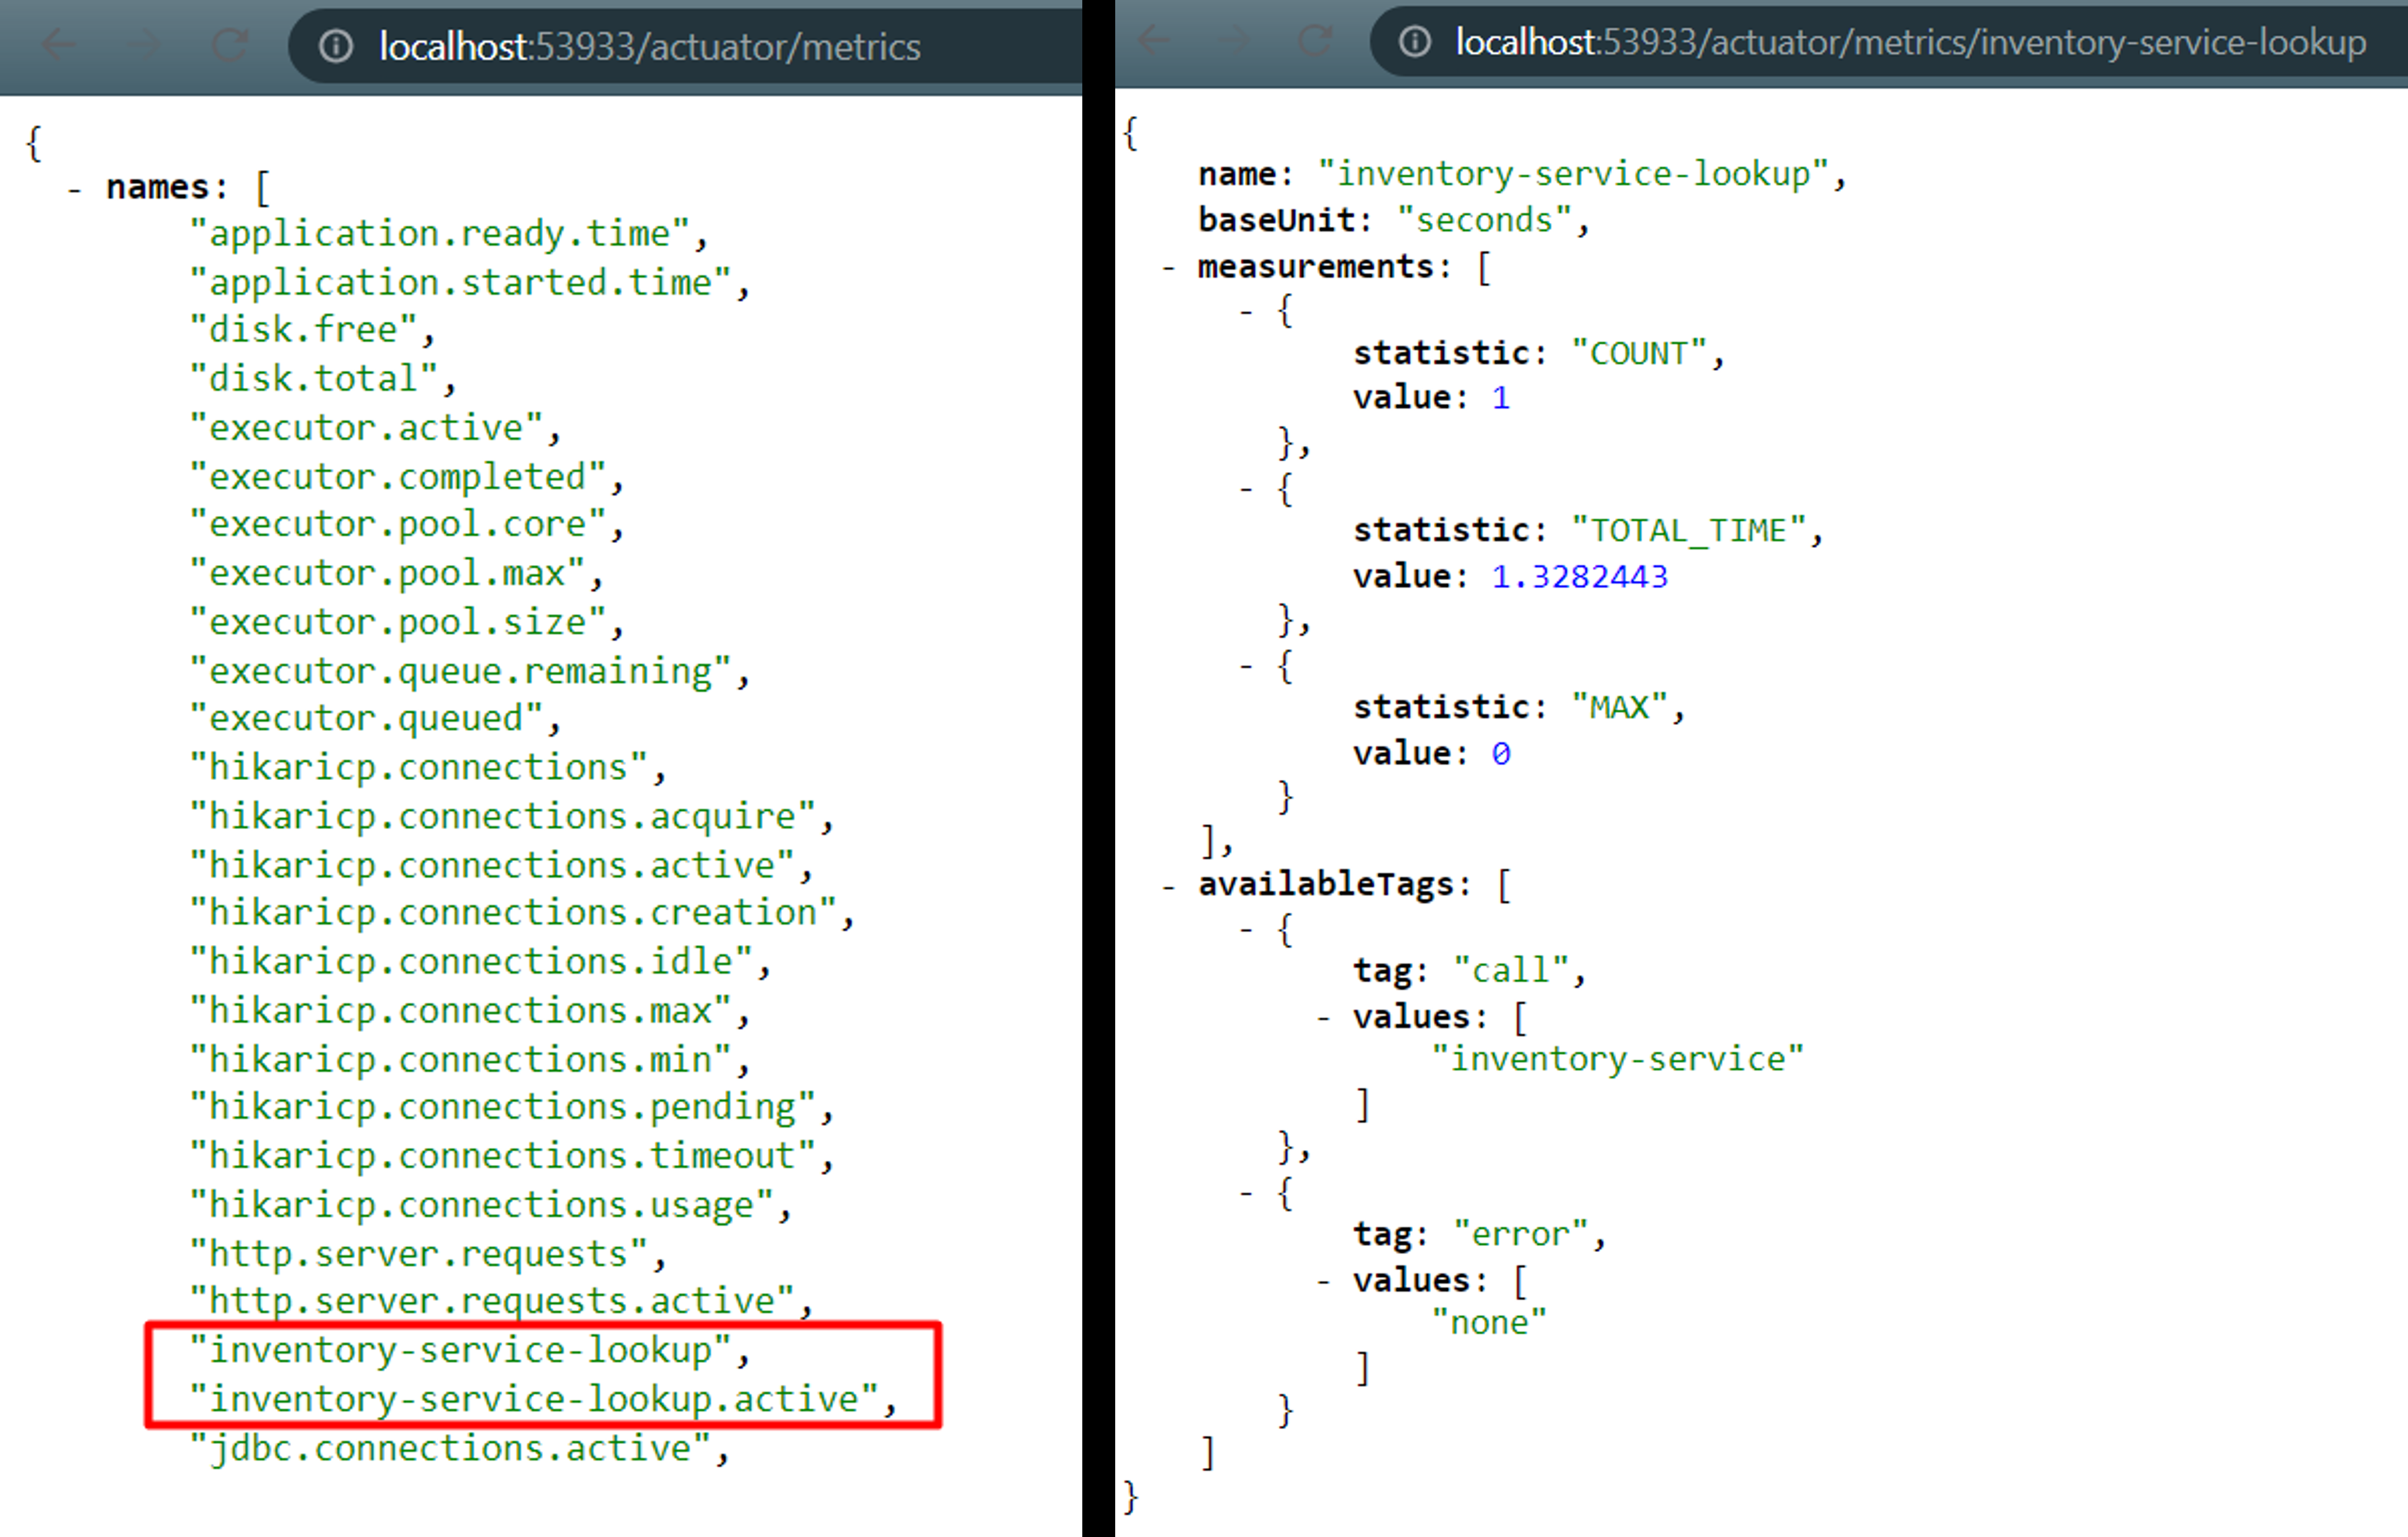 localhost:53933/actuator/metrics
{
- names: [
"application.ready.time",
"application.started.time",
"disk.free",
"disk.total",
"executor.active",
"executor.completed",
"executor.pool.core",
"executor.pool.max",
"executor.pool.size",
"executor.queue.remaining",
"executor.queued",
"hikaricp.connections",
"hikaricp.connections.acquire",
"hikaricp.connections.active",
"hikaricp.connections.creation",
"hikaricp.connections.idle",
"hikaricp.connections.max",
"hikaricp.connections.min",
"hikaricp.connections.pending",
"hikaricp.connections.timeout",
"hikaricp.connections.usage",
"http.server.requests",
"http.server.requests.active",
"inventory-service-lookup",
"inventory-service-lookup.active",
"jdbc.connections.active",
localhost:53933/actuator/metrics/inventory-service-lookup
{
name: "inventory-service-lookup",
baseUnit: "seconds",
- measurements: [
- {
statistic: "COUNT",
value: 1
},
- {
statistic: "TOTAL_TIME",
value: 1.3282443
},
- {
statistic: "MAX",
value: 0
}
],
- availableTags: [
- {
tag: "call",
- values: [
"inventory-service"
]
},
- {
tag: "error",
- values: [
"none"
]
}
]
}